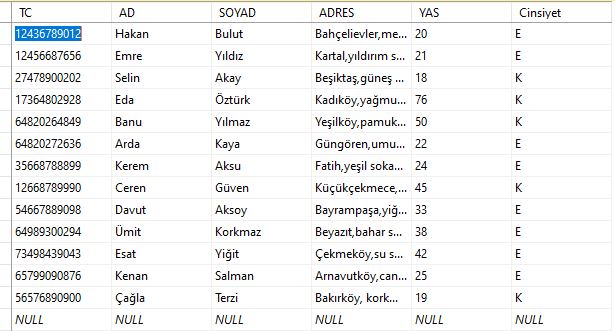 TC AD SOYAD ADRES YAS Cinsiyet
12436789012 Hakan Bulut Bahçelievler,me... 20 E
12456687656 Emre Yıldız Kartal,yıldırım s... 21 E
27478900202 Selin Akay Beşiktaş,güneş ... 18 K
17364802928 Eda Öztürk Kadıköy,yağmu... 76 K
64820264849 Banu Yılmaz Yeşilköy,pamuk... 50 K
64820272636 Arda Kaya Güngören,umu... 22 E
35668788899 Kerem Aksu Fatih,yeşil soka... 24 E
12668789990 Ceren Güven Küçükçekmece,... 45 K
54667889098 Davut Aksoy Bayrampaşa,yiğ... 33 E
64989300294 Ümit Korkmaz Beyazıt,bahar s... 38 E
73498439043 Esat Yiğit Çekmeköy,su s... 42 E
65799090876 Kenan Salman Arnavutköy,can... 25 E
56576890900 Çağla Terzi Bakırköy, kork... 19 K
NULL NULL NULL NULL NULL NULL